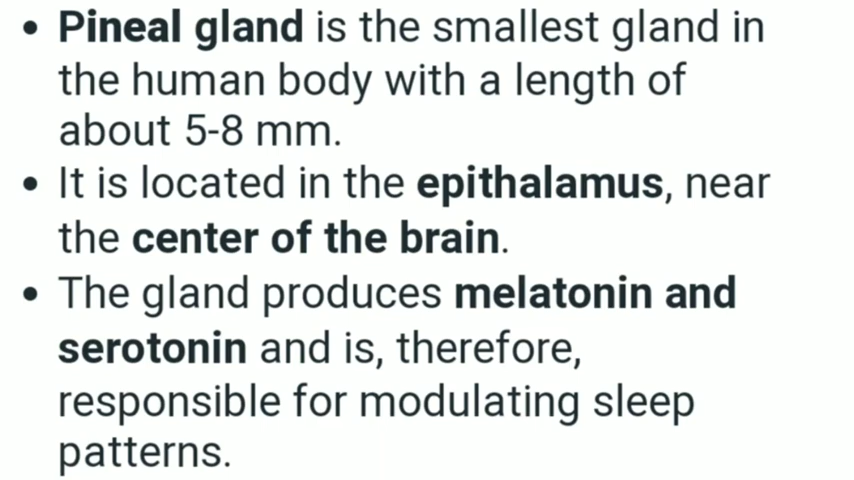 • Pineal gland is the smallest gland in
the human body with a length of
about 5-8 mm.
• It is located in the epithalamus, near
the center of the brain.
• The gland produces melatonin and
serotonin and is, therefore,
responsible for modulating sleep
patterns.